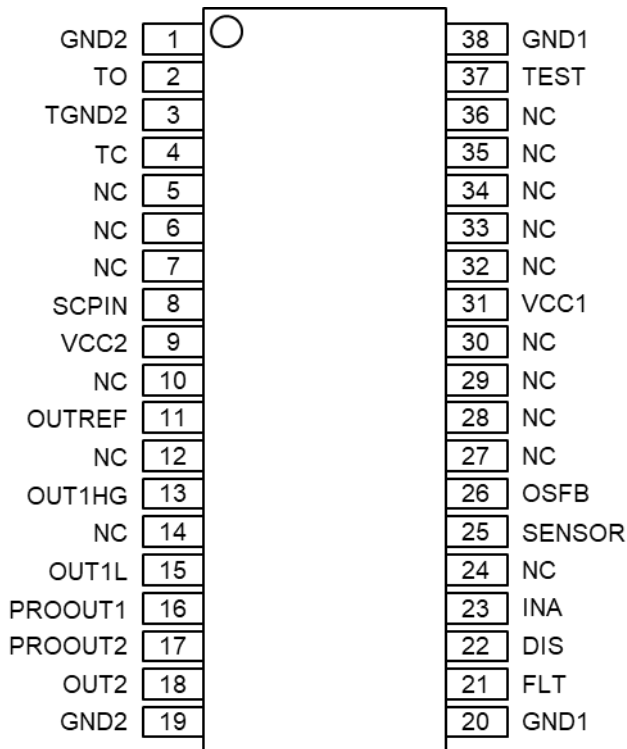 GND2 1 38 GND1
TO 2 37 TEST
TGND2 3 36 NC
TC 4 35 NC
NC 5 34 NC
NC 6 33 NC
NC 7 32 NC
SCPIN 8 31 VCC1
VCC2 9 30 NC
NC 10 29 NC
OUTREF 11 28 NC
NC 12 27 NC
OUT1HG 13 26 OSFB
NC 14 25 SENSOR
OUT1L 15 24 NC
PROOUT1 16 23 INA
PROOUT2 17 22 DIS
OUT2 18 21 FLT
GND2 19 20 GND1